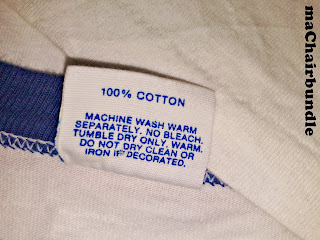 100% COTTON
MACHINE WASH WARM
SEPARATELY. NO BLEACH.
TUMBLE DRY ONLY. WARM.
DO NOT DRY CLEAN OR
IRON IF DECORATED.
maChairbundle